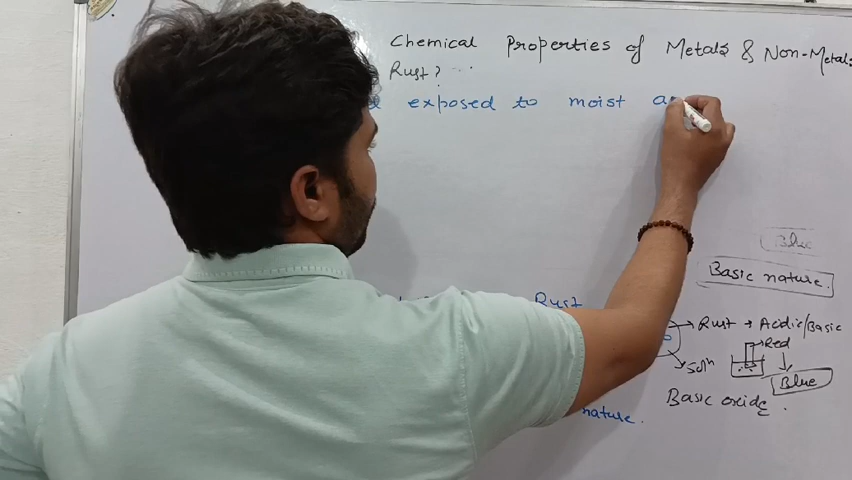 Chemical Properties of Metals & Non-Metals
Rust?
exposed to moist a
Blue
Basic nature.
Rust
→ Rust → Acidic/Basic
→ Red
Solⁿ
Blue
Basic oxide.
nature.